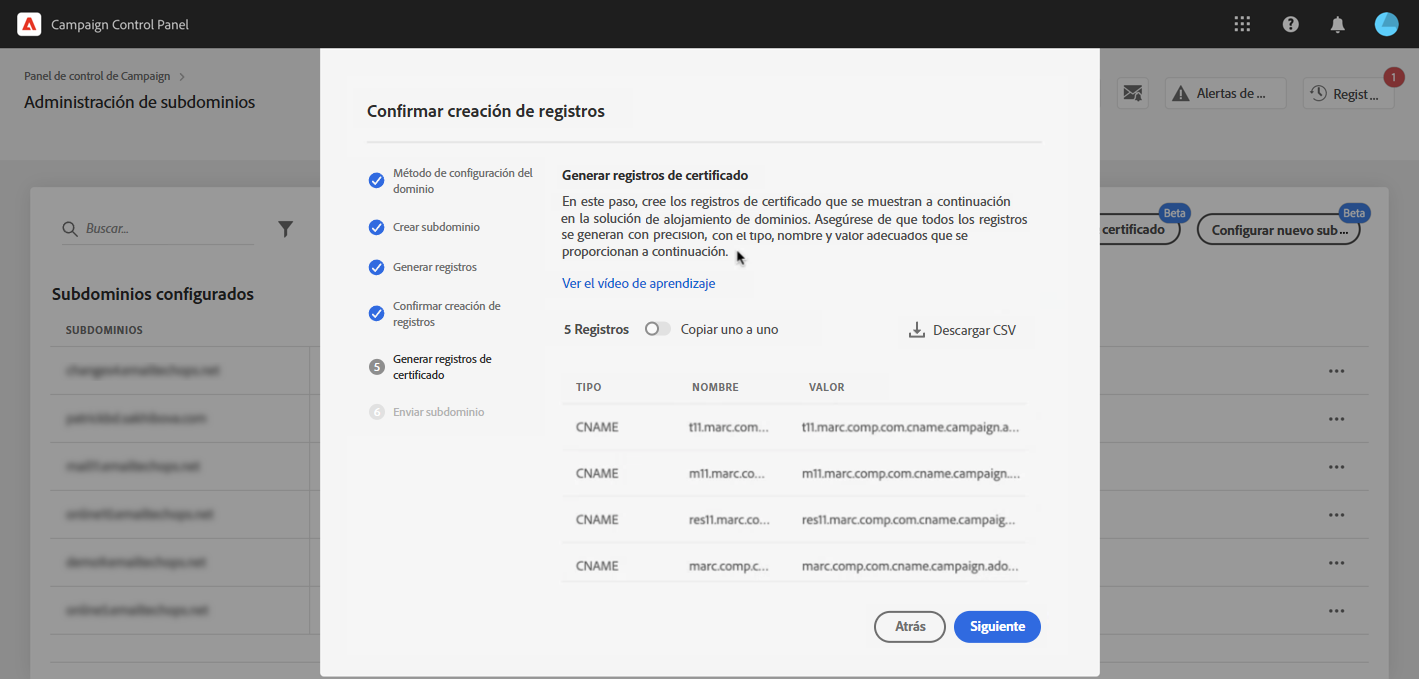 Campaign Control Panel
Panel de control de Campaign
Administración de subdominios
Alertas de ...
Regist ...
1
Confirmar creación de registros
Método de configuración del
dominio
Crear subdominio
Generar registros
Confirmar creación de
registros
5
Generar registros de
certificado
6
Enviar subdominio
Generar registros de certificado
En este paso, cree los registros de certificado que se muestran a continuación
en la solución de alojamiento de dominios. Asegúrese de que todos los registros
se generan con precisión, con el tipo, nombre y valor adecuados que se
proporcionan a continuación.
Ver el vídeo de aprendizaje
5 Registros
Copiar uno a uno
Descargar CSV
TIPO NOMBRE VALOR
CNAME t11.marc.com... t11.marc.comp.com.cname.campaign.a...
CNAME m11.marc.co... m11.marc.comp.com.cname.campaign....
CNAME res11.marc.co... res11.marc.comp.com.cname.campaig...
CNAME marc.comp.c... marc.comp.com.cname.campaign.ado...
Atrás
Siguiente
Buscar...
Beta
certificado
Beta
Configurar nuevo sub...
Subdominios configurados
SUBDOMINIOS